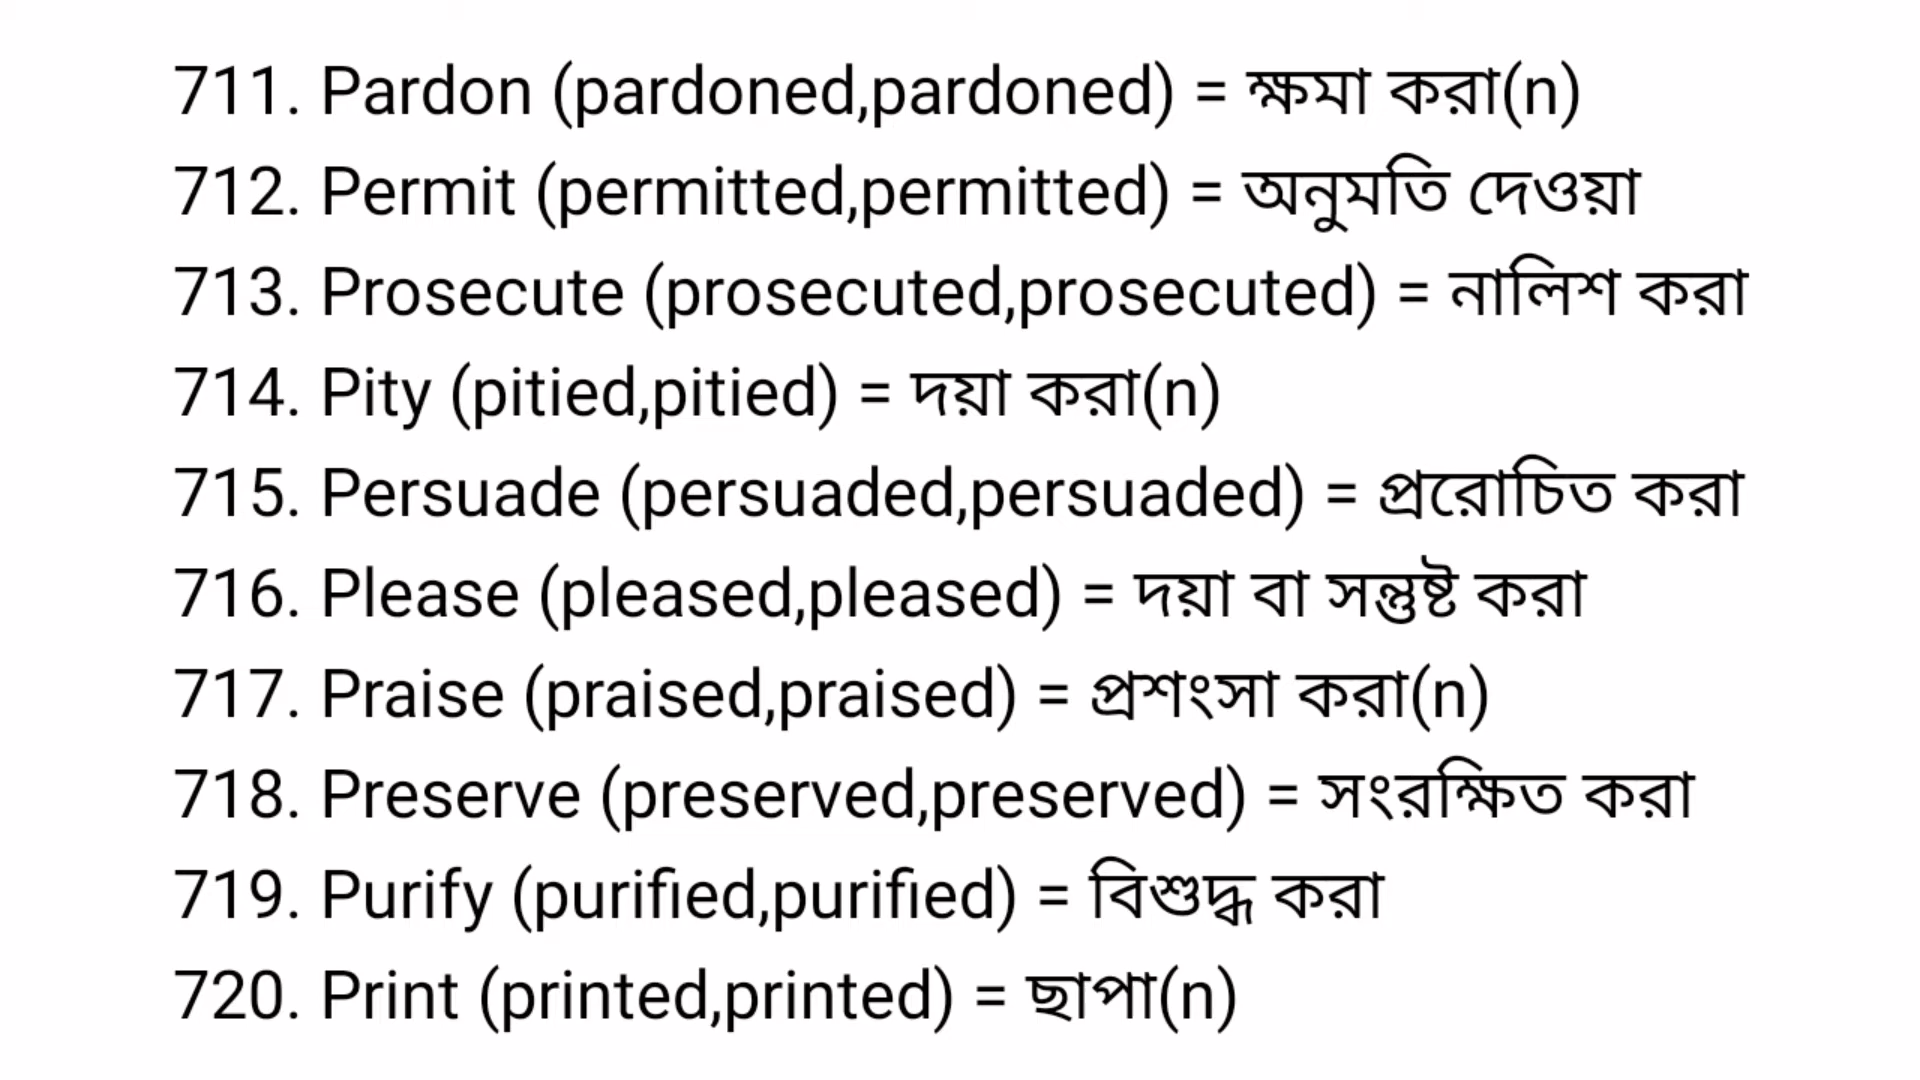 711. Pardon (pardoned,pardoned) = ক্ষমা করা(n)
712. Permit (permitted,permitted) = অনুমতি দেওয়া
713. Prosecute (prosecuted,prosecuted) = নালিশ করা
714. Pity (pitied,pitied) = দয়া করা(n)
715. Persuade (persuaded,persuaded) = প্ররোচিত করা
716. Please (pleased,pleased) = দয়া বা সন্তুষ্ট করা
717. Praise (praised,praised) = প্রশংসা করা(n)
718. Preserve (preserved,preserved) = সংরক্ষিত করা
719. Purify (purified,purified) = বিশুদ্ধ করা
720. Print (printed,printed) = ছাপা(n)